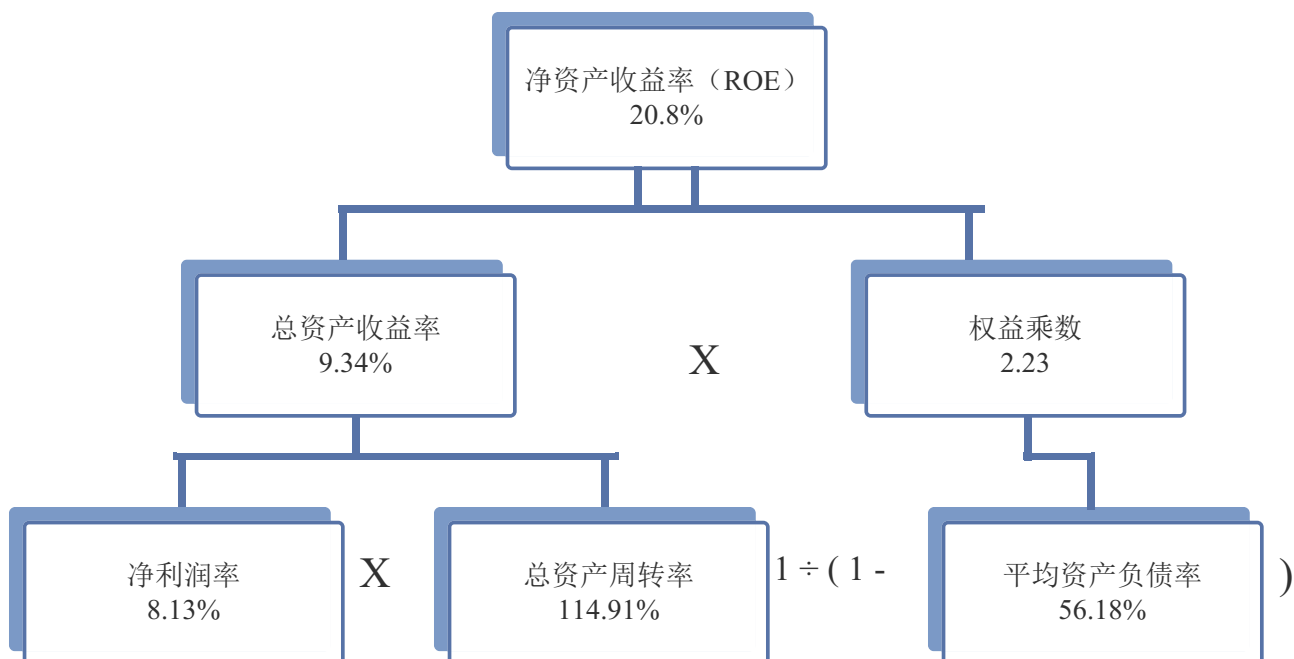 净资产收益率（ROE）
20.8%
总资产收益率
9.34%
X
权益乘数
2.23
净利润率
8.13%
X
总资产周转率
114.91%
1 ÷ ( 1 -
平均资产负债率
56.18%
)